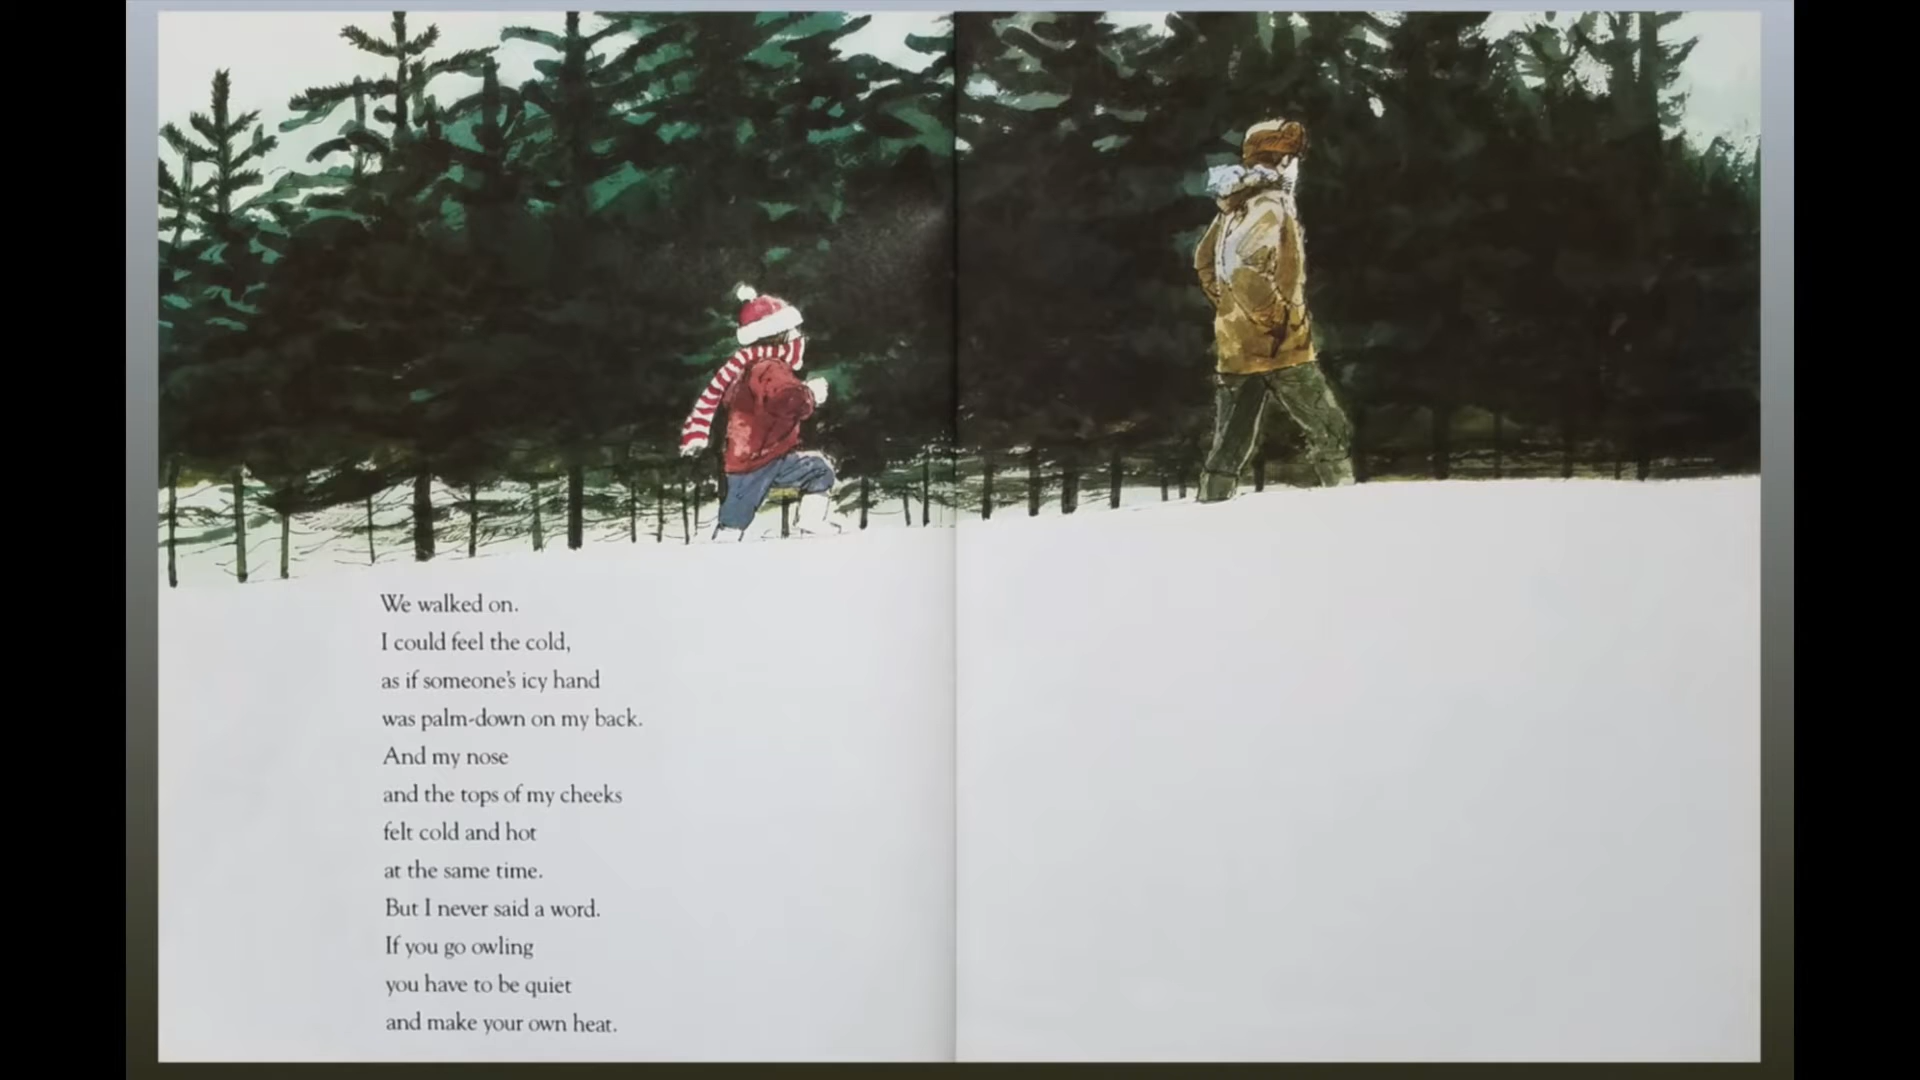 We walked on.
I could feel the cold,
as if someone's icy hand
was palm-down on my back.
And my nose
and the tops of my cheeks
felt cold and hot
at the same time.
But I never said a word.
If you go owling
you have to be quiet
and make your own heat.